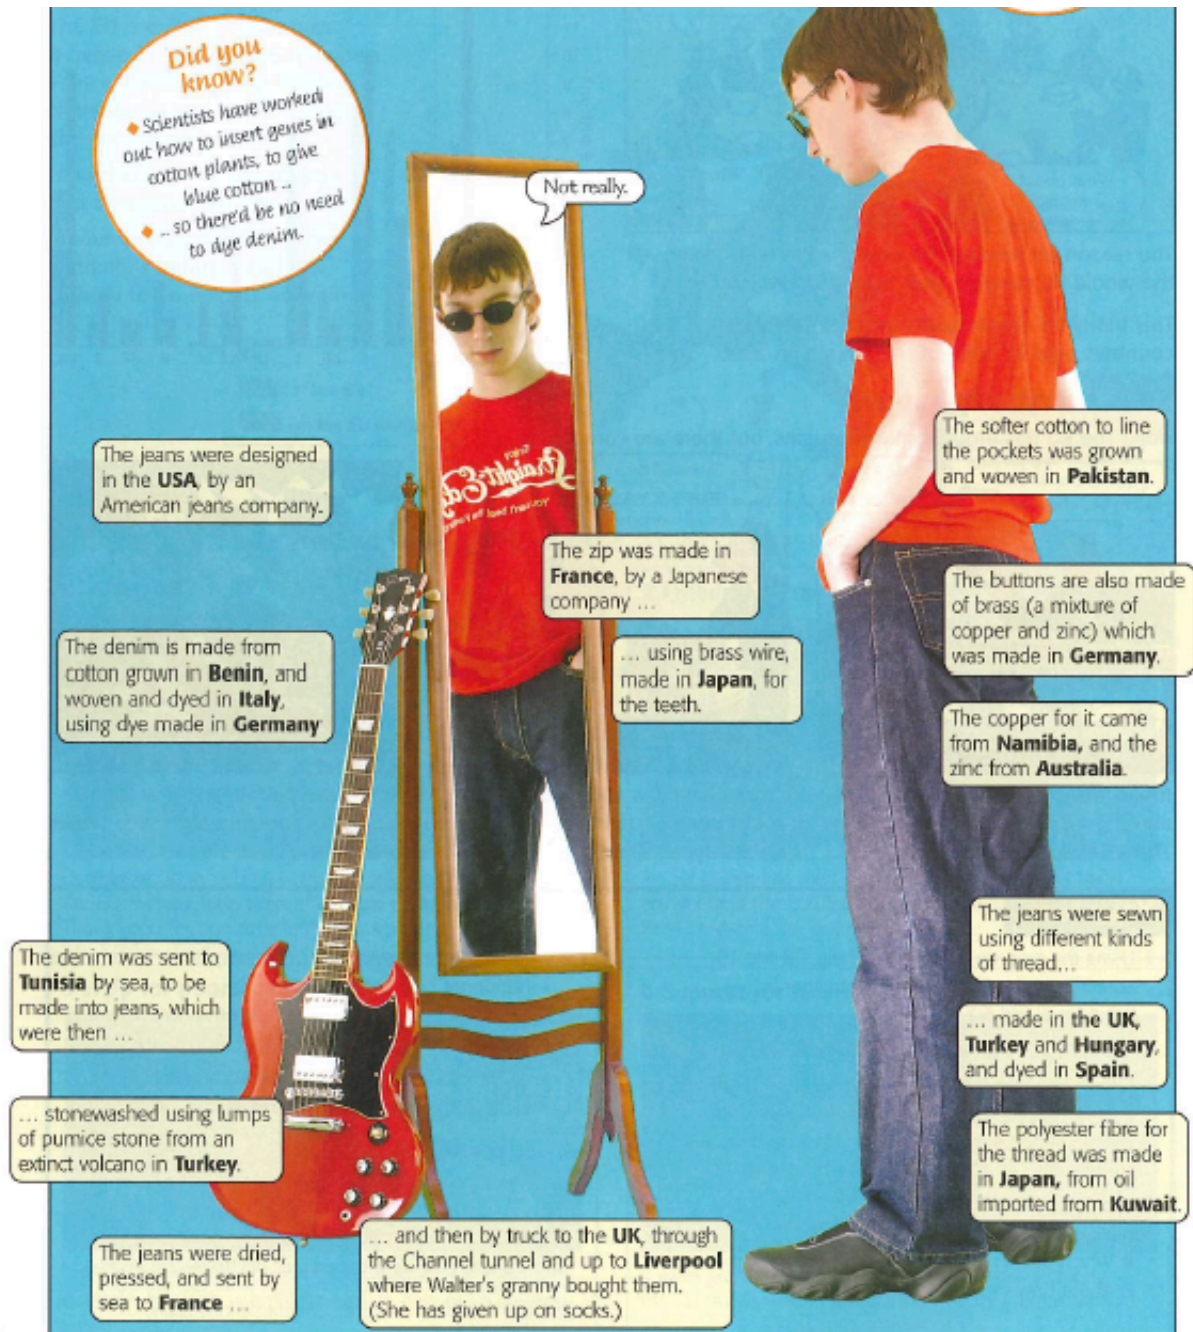 Did you
know?
◆ Scientists have worked
out how to insert genes in
cotton plants, to give
blue cotton ..
◆ .. so there'd be no need
to dye denim.
Not really.
Straight-Ed
The jeans were designed
in the USA, by an
American jeans company.
The softer cotton to line
the pockets was grown
and woven in Pakistan.
The zip was made in
France, by a Japanese
company ...
The buttons are also made
of brass (a mixture of
copper and zinc) which
was made in Germany.
The denim is made from
cotton grown in Benin, and
woven and dyed in Italy,
using dye made in Germany
... using brass wire,
made in Japan, for
the teeth.
The copper for it came
from Namibia, and the
zinc from Australia.
The jeans were sewn
using different kinds
of thread...
The denim was sent to
Tunisia by sea, to be
made into jeans, which
were then ...
... made in the UK,
Turkey and Hungary,
and dyed in Spain.
... stonewashed using lumps
of pumice stone from an
extinct volcano in Turkey.
The polyester fibre for
the thread was made
in Japan, from oil
imported from Kuwait.
The jeans were dried,
pressed, and sent by
sea to France ...
... and then by truck to the UK, through
the Channel tunnel and up to Liverpool
where Walter's granny bought them.
(She has given up on socks.)